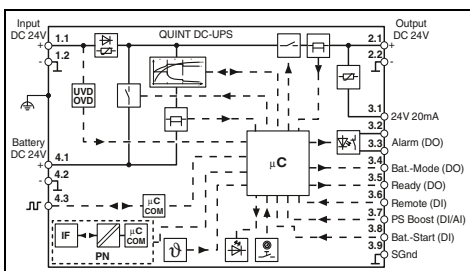 Input
DC 24V
QUINT DC-UPS
Output
DC 24V
1.1
+
1.2
-
2.1
+
2.2
-
UVD
OVD
3.1
24V 20mA
3.2
Alarm (DO)
3.3
Battery
DC 24V
4.1
+
4.2
-
4.3
µC
3.4
Bat.-Mode (DO)
3.5
Ready (DO)
3.6
Remote (DI)
3.7
PS Boost (DI/AI)
3.8
Bat.-Start (DI)
3.9
SGnd
µC
COM
IF
µC
COM
PN
ϑ